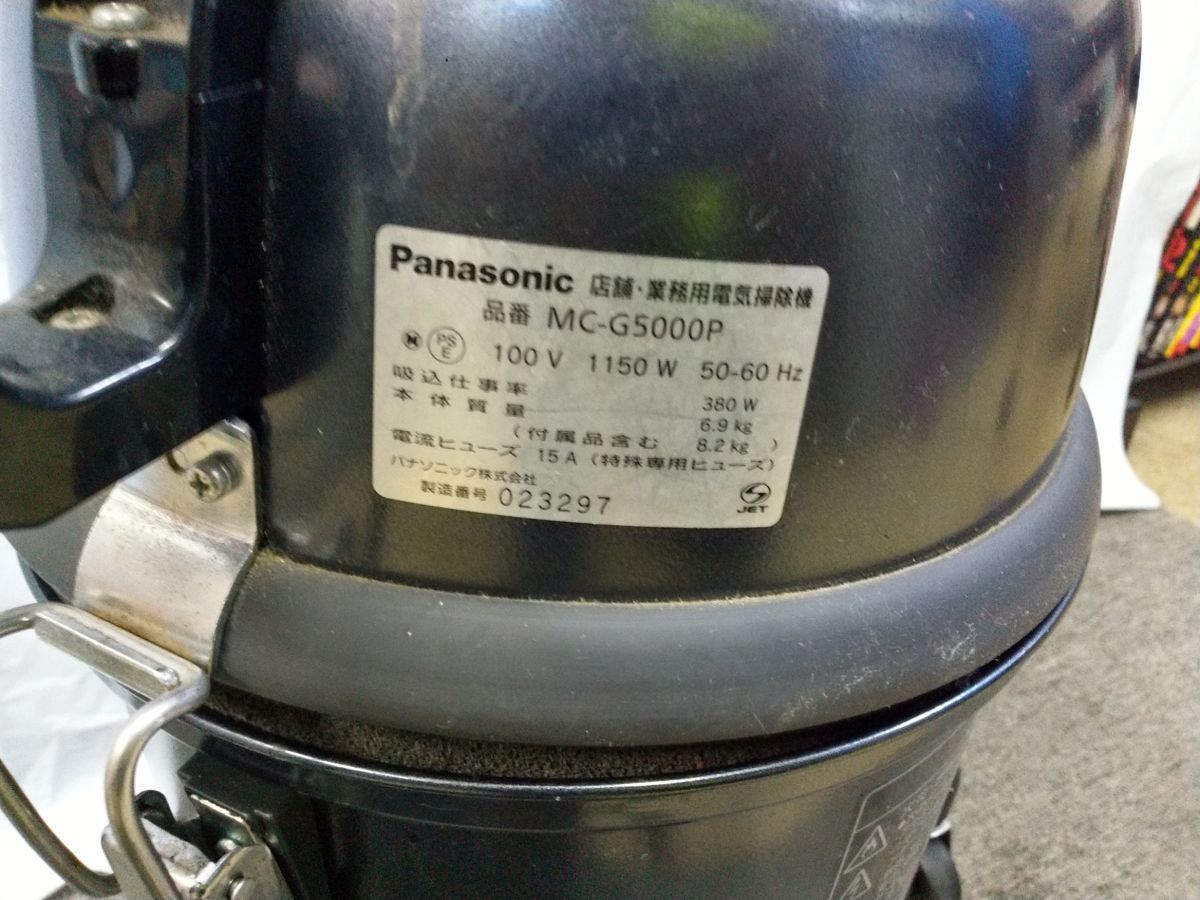 Panasonic 店舗・業務用電気掃除機
品番 MC-G5000P
PS E 100 V 1150 W 50-60 Hz
吸込仕事率 380 W
本体質量 6.9 kg
(付属品含む 8.2 kg )
電流ヒューズ 15 A (特殊専用ヒューズ)
パナソニック株式会社
製造番号 023297
JET